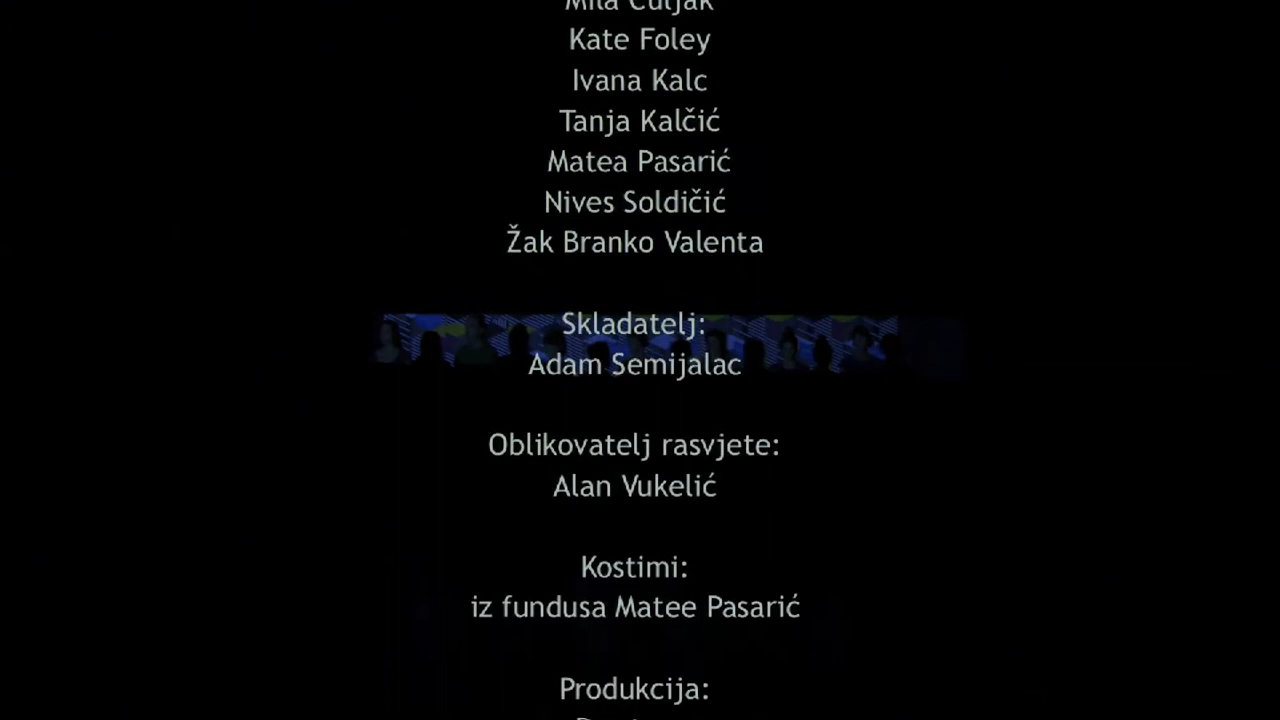 Kate Foley
Ivana Kalc
Tanja Kalčić
Matea Pasarić
Nives Soldičić
Žak Branko Valenta
Skladatelj:
Adam Semijalac
Oblikovatelj rasvjete:
Alan Vukelić
Kostimi:
iz fundusa Matee Pasarić
Produkcija: